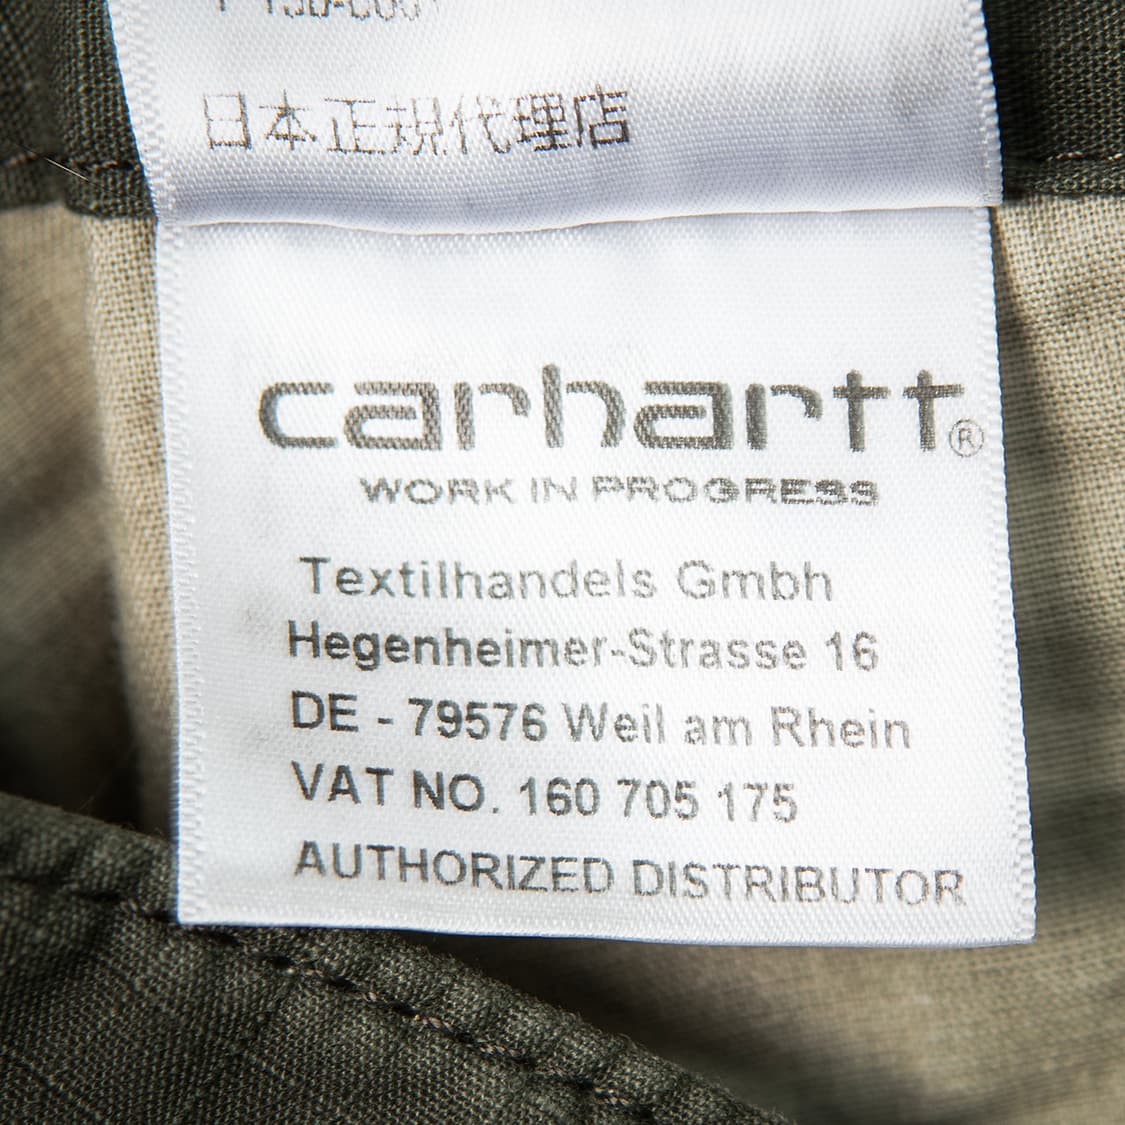 日本正規代理店
carhartt®
WORK IN PROGRESS
Textilhandels Gmbh
Hegenheimer-Strasse 16
DE - 79576 Weil am Rhein
VAT NO. 160 705 175
AUTHORIZED DISTRIBUTOR